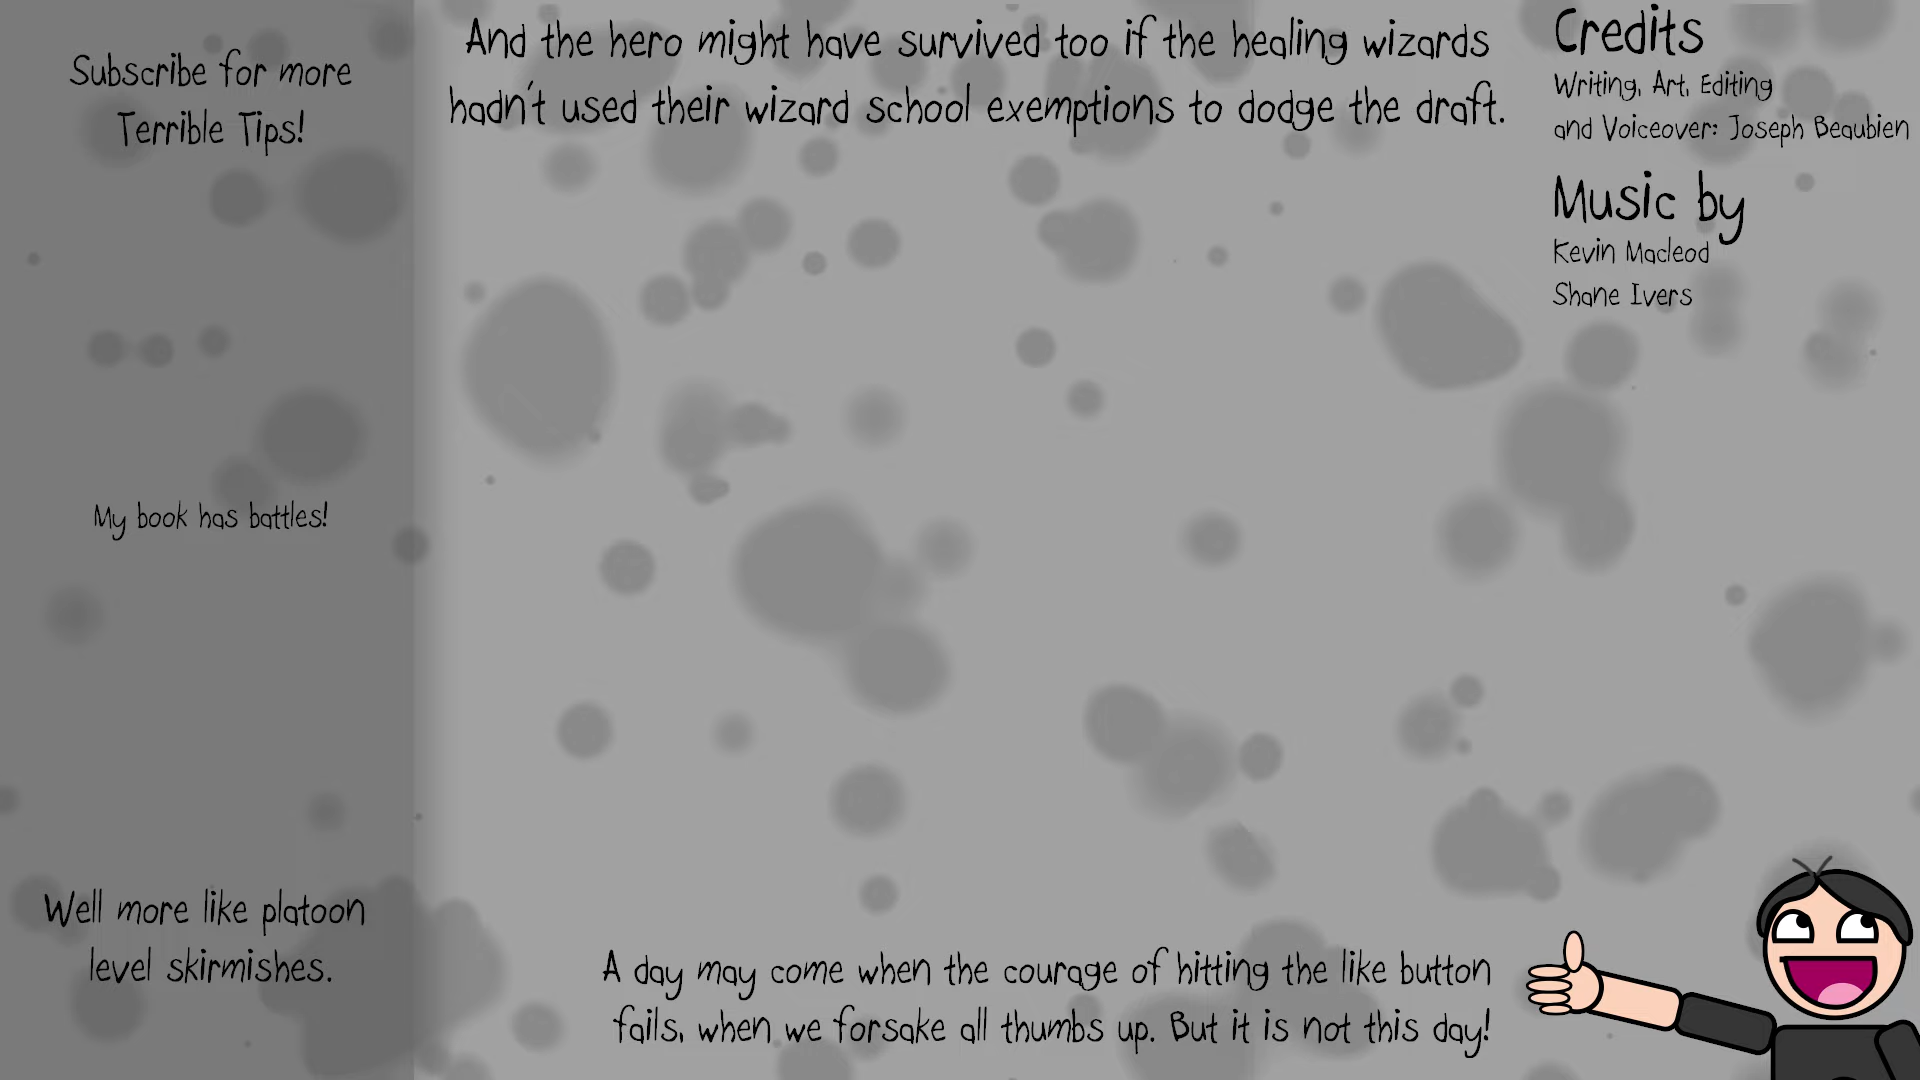 Subscribe for more
Terrible Tips!
My book has battles!
Well more like platoon
level skirmishes.
And the hero might have survived too if the healing wizards
hadn't used their wizard school exemptions to dodge the draft.
Credits
Writing, Art, Editing
and Voiceover: Joseph Beaubien
Music by
Kevin Macleod
Shane Ivers
A day may come when the courage of hitting the like button
fails, when we forsake all thumbs up. But it is not this day!